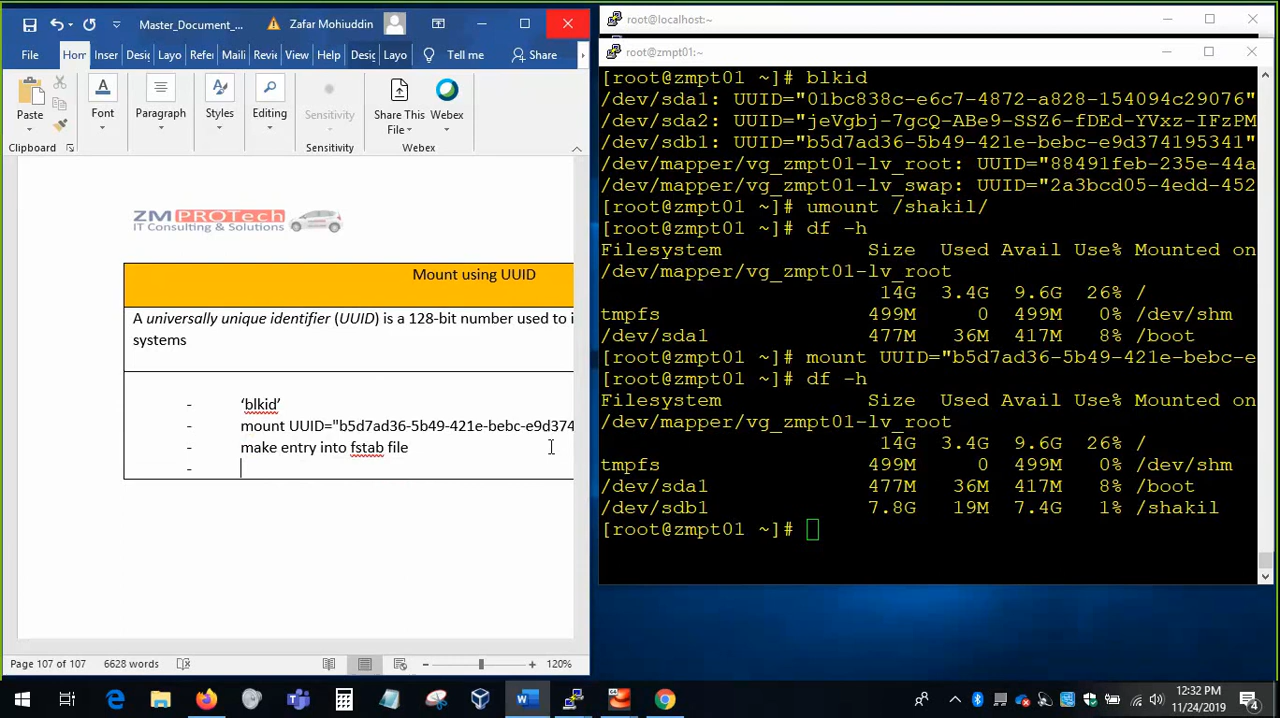 Master_Document_...
Zafar Mohiuddin
File
Hom
Inser
Desig
Layo
Refer
Maili
Revie
View
Help
Desig
Layo
Tell me
Share
Paste
Font
Paragraph
Styles
Editing
Sensitivity
Share This
File
Webex
Clipboard
Sensitivity
Webex
ZM PROTech
IT Consulting & Solutions
Mount using UUID
A universally unique identifier (UUID) is a 128-bit number used to i
systems
- ‘blkid’
- mount UUID="b5d7ad36-5b49-421e-bebc-e9d374
- make entry into fstab file
-
Page 107 of 107
6628 words
120%
root@localhost:~
root@zmpt01:~
[root@zmpt01 ~]# blkid
/dev/sda1: UUID="01bc838c-e6c7-4872-a828-154094c29076"
/dev/sda2: UUID="jeVgbj-7gcQ-ABe9-SSZ6-fDEd-YVxz-IFzPM
/dev/sdb1: UUID="b5d7ad36-5b49-421e-bebc-e9d374195341"
/dev/mapper/vg_zmpt01-lv_root: UUID="88491feb-235e-44a
/dev/mapper/vg_zmpt01-lv_swap: UUID="2a3bcd05-4edd-452
[root@zmpt01 ~]# umount /shakil/
[root@zmpt01 ~]# df -h
Filesystem Size Used Avail Use% Mounted on
/dev/mapper/vg_zmpt01-lv_root
14G 3.4G 9.6G 26% /
tmpfs 499M 0 499M 0% /dev/shm
/dev/sda1 477M 36M 417M 8% /boot
[root@zmpt01 ~]# mount UUID="b5d7ad36-5b49-421e-bebc-e
[root@zmpt01 ~]# df -h
Filesystem Size Used Avail Use% Mounted on
/dev/mapper/vg_zmpt01-lv_root
14G 3.4G 9.6G 26% /
tmpfs 499M 0 499M 0% /dev/shm
/dev/sda1 477M 36M 417M 8% /boot
/dev/sdb1 7.8G 19M 7.4G 1% /shakil
[root@zmpt01 ~]#
12:32 PM
11/24/2019
4